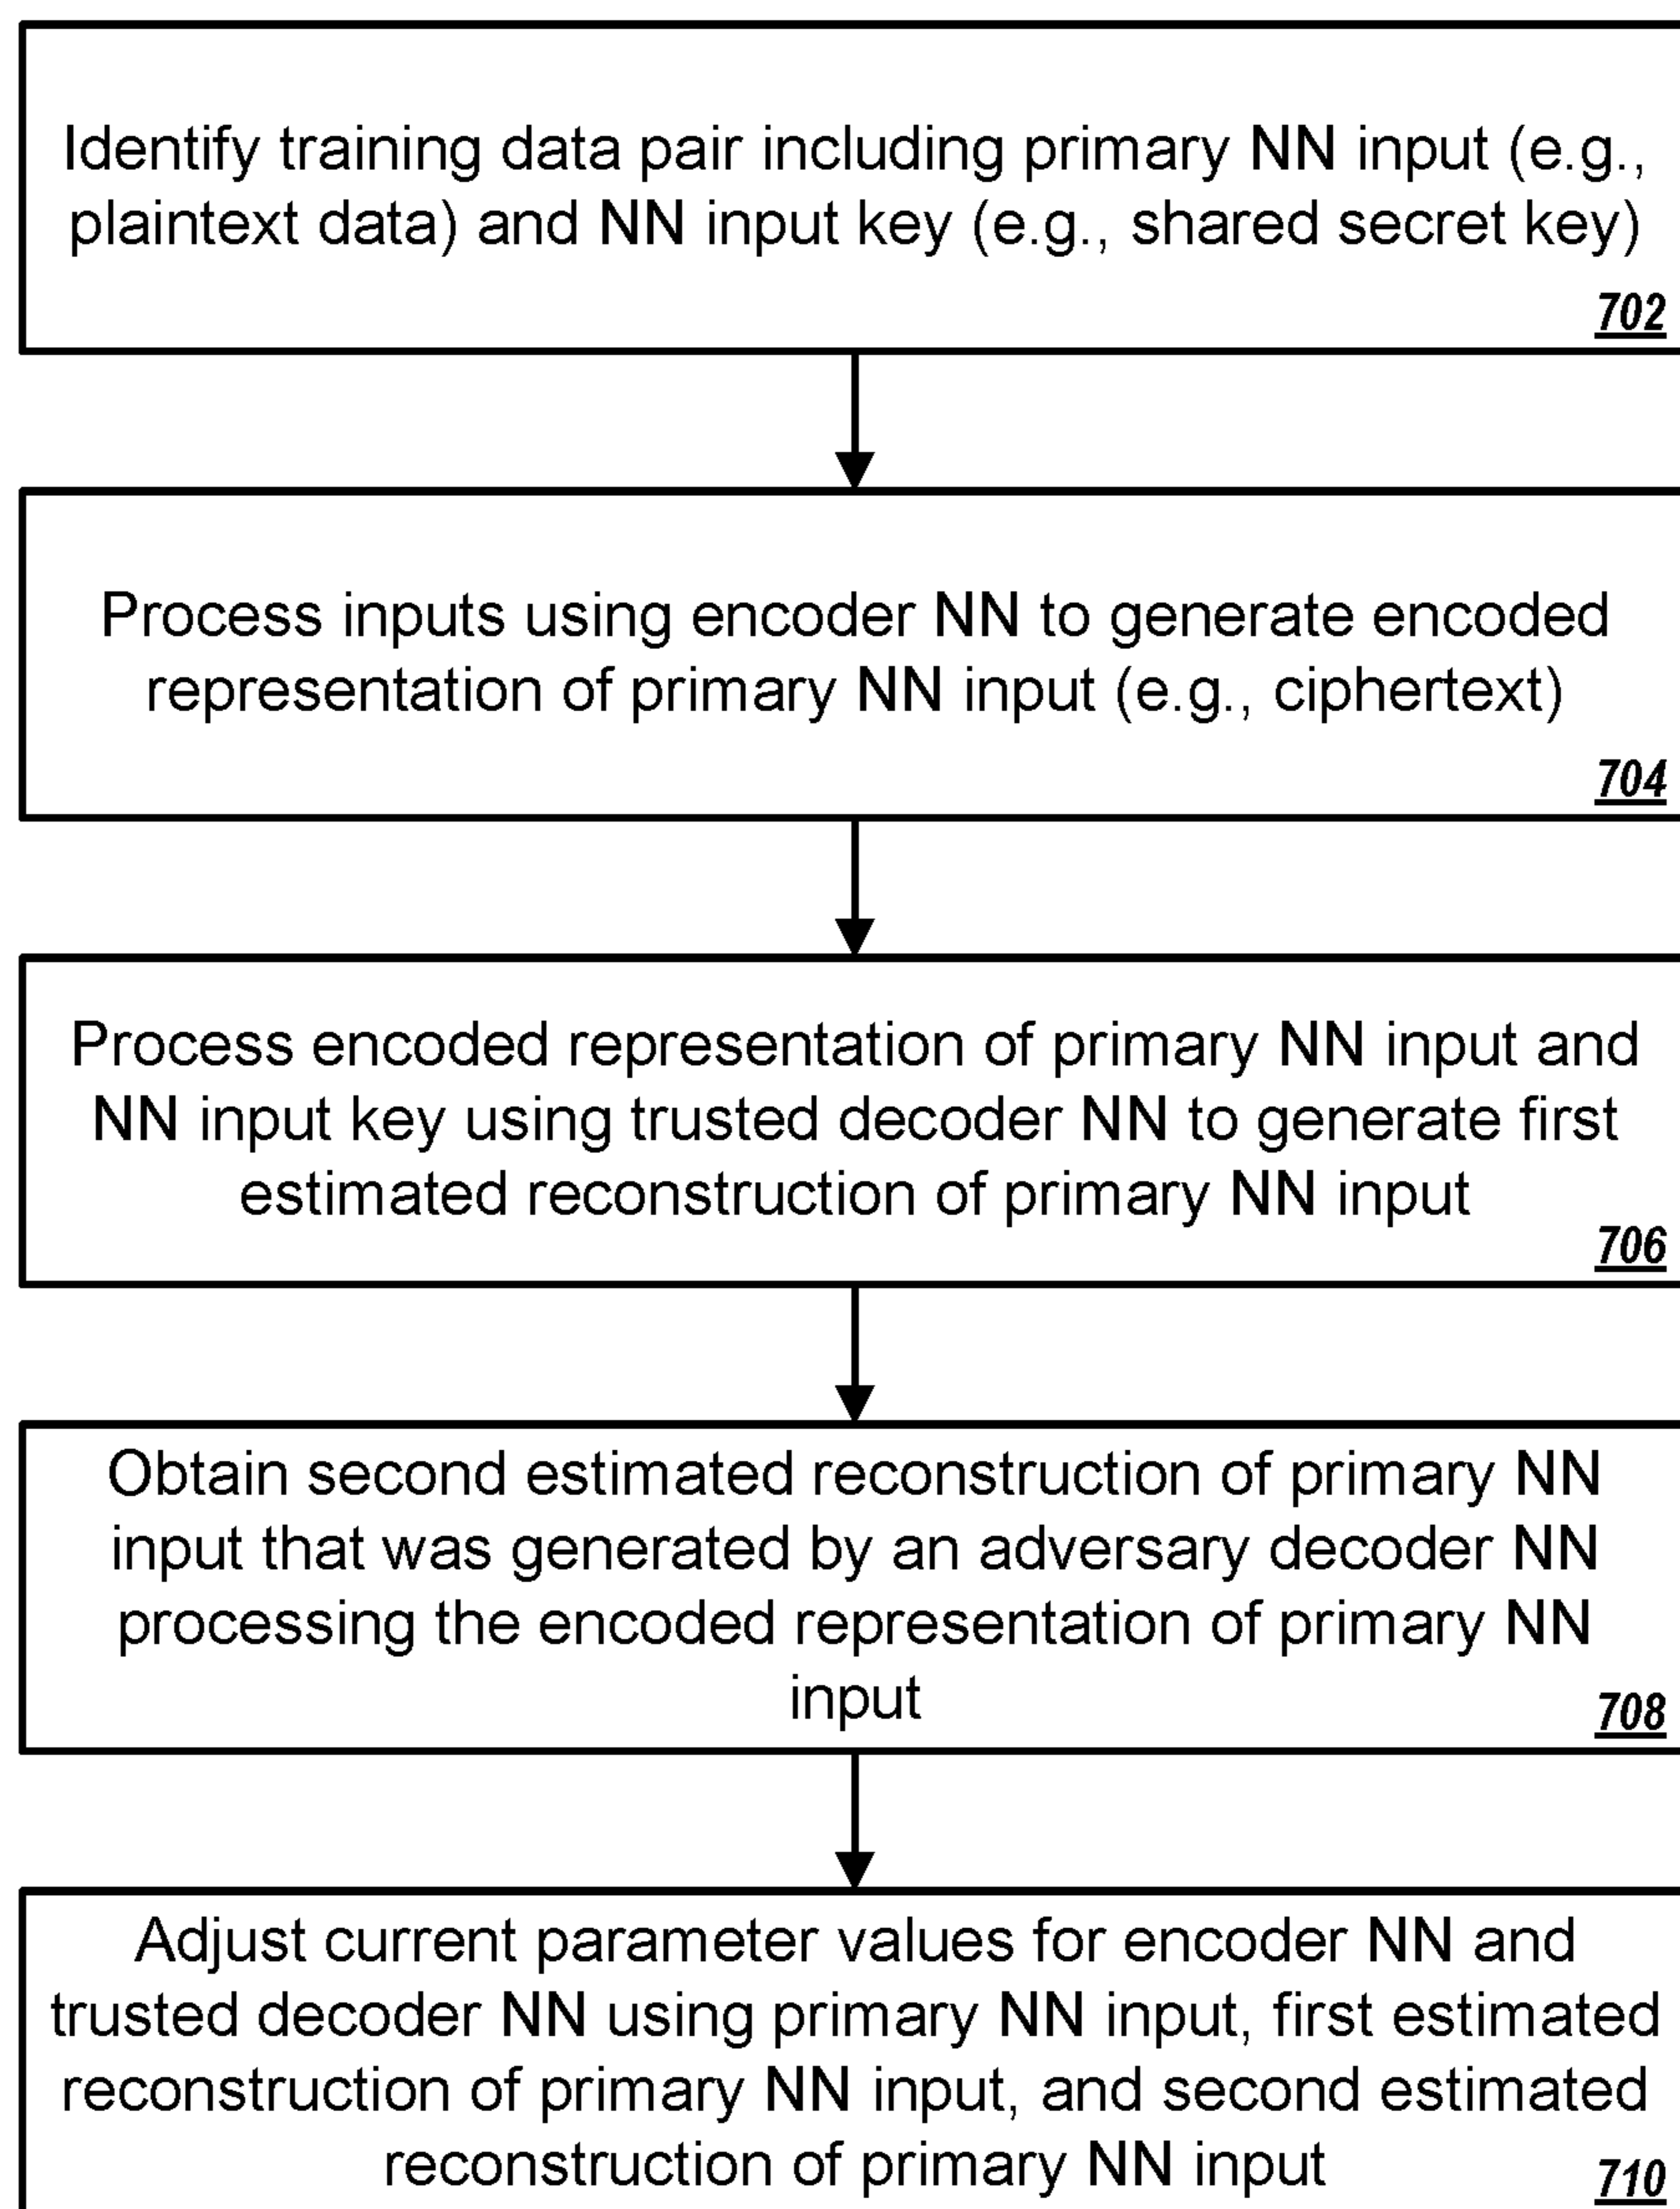 Identify training data pair including primary NN input (e.g.,
plaintext data) and NN input key (e.g., shared secret key)
702
Process inputs using encoder NN to generate encoded
representation of primary NN input (e.g., ciphertext)
704
Process encoded representation of primary NN input and
NN input key using trusted decoder NN to generate first
estimated reconstruction of primary NN input
706
Obtain second estimated reconstruction of primary NN
input that was generated by an adversary decoder NN
processing the encoded representation of primary NN
input
708
Adjust current parameter values for encoder NN and
trusted decoder NN using primary NN input, first estimated
reconstruction of primary NN input, and second estimated
reconstruction of primary NN input
710